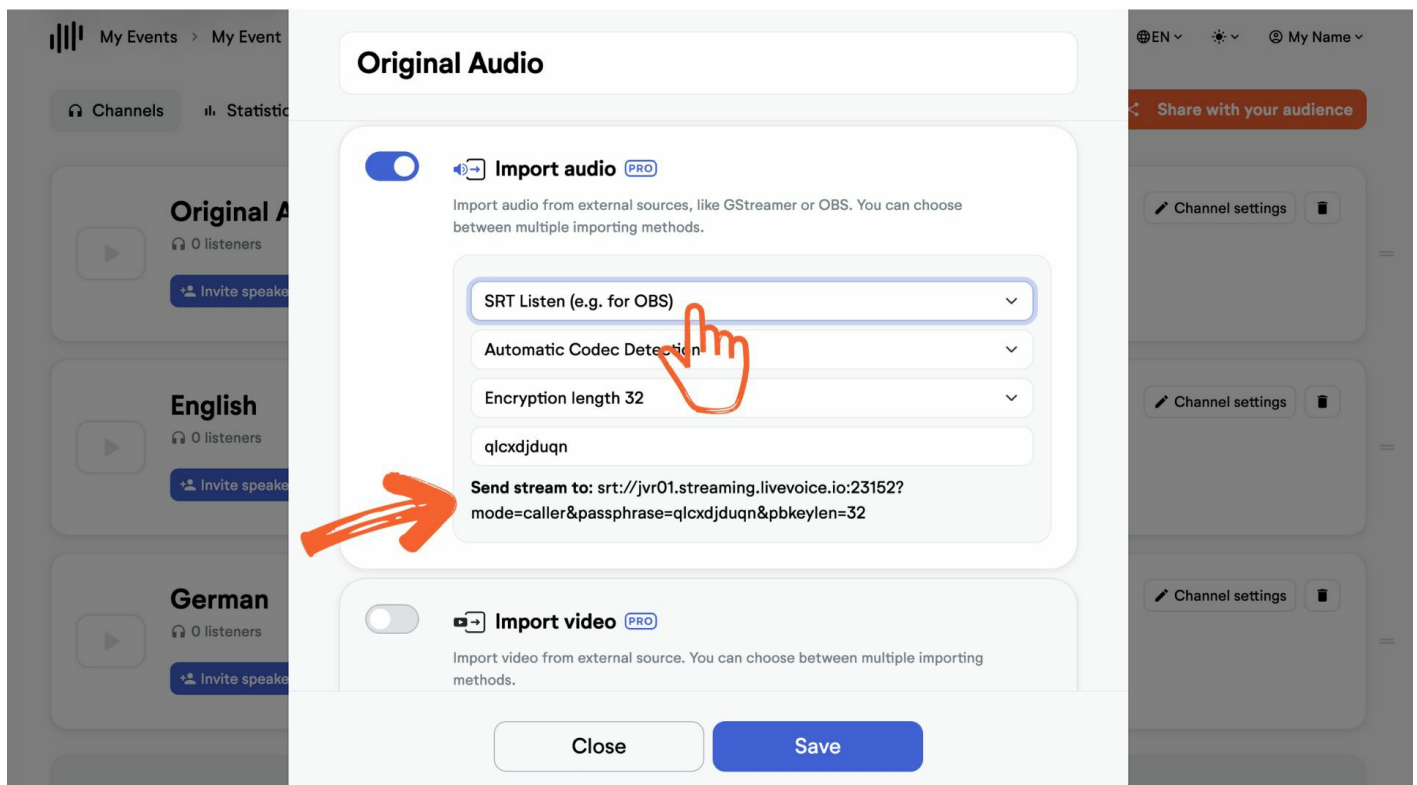 My Events > My Event
EN
My Name
Channels
Statistic
Share with your audience
Original Audio
Import audio PRO
Import audio from external sources, like GStreamer or OBS. You can choose
between multiple importing methods.
SRT Listen (e.g. for OBS)
Automatic Codec Detection
Encryption length 32
qlcxdjduqn
Send stream to: srt://jvr01.streaming.livevoice.io:23152?
mode=caller&passphrase=qlcxdjduqn&pbkeylen=32
Import video PRO
Import video from external source. You can choose between multiple importing
methods.
Close
Save
Original A
0 listeners
Invite speake
Channel settings
English
0 listeners
Invite speake
Channel settings
German
0 listeners
Invite speake
Channel settings